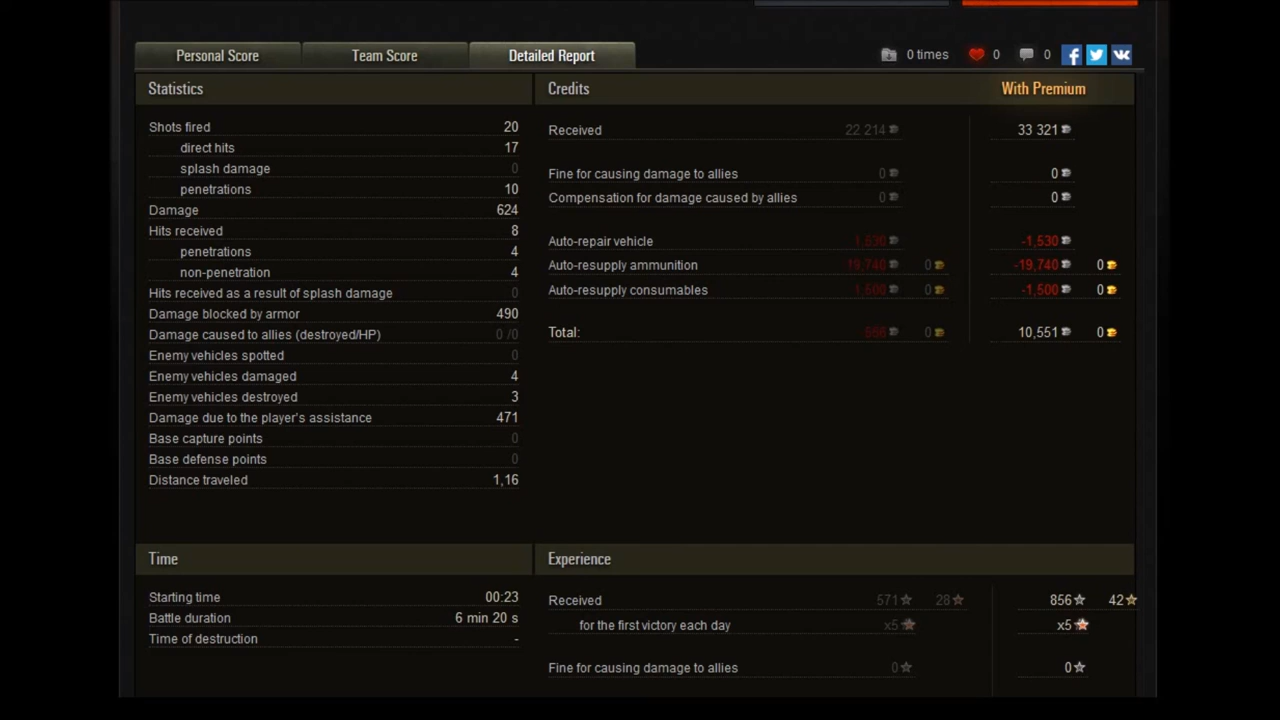 Personal Score Team Score Detailed Report 0 times 0 0
Statistics
Shots fired 20
direct hits 17
splash damage 0
penetrations 10
Damage 624
Hits received 8
penetrations 4
non-penetration 4
Hits received as a result of splash damage 0
Damage blocked by armor 490
Damage caused to allies (destroyed/HP) 0 /0
Enemy vehicles spotted 0
Enemy vehicles damaged 4
Enemy vehicles destroyed 3
Damage due to the player's assistance 471
Base capture points 0
Base defense points 0
Distance traveled 1,16
Credits With Premium
Received 22 214 33 321
Fine for causing damage to allies 0 0
Compensation for damage caused by allies 0 0
Auto-repair vehicle 1,530 -1,530
Auto-resupply ammunition 19,740 0 -19,740 0
Auto-resupply consumables 1,500 0 -1,500 0
Total: 0 10,551 0
Time
Starting time 00:23
Battle duration 6 min 20 s
Time of destruction -
Experience
Received 571 28 856 42
for the first victory each day x5 x5
Fine for causing damage to allies 0 0